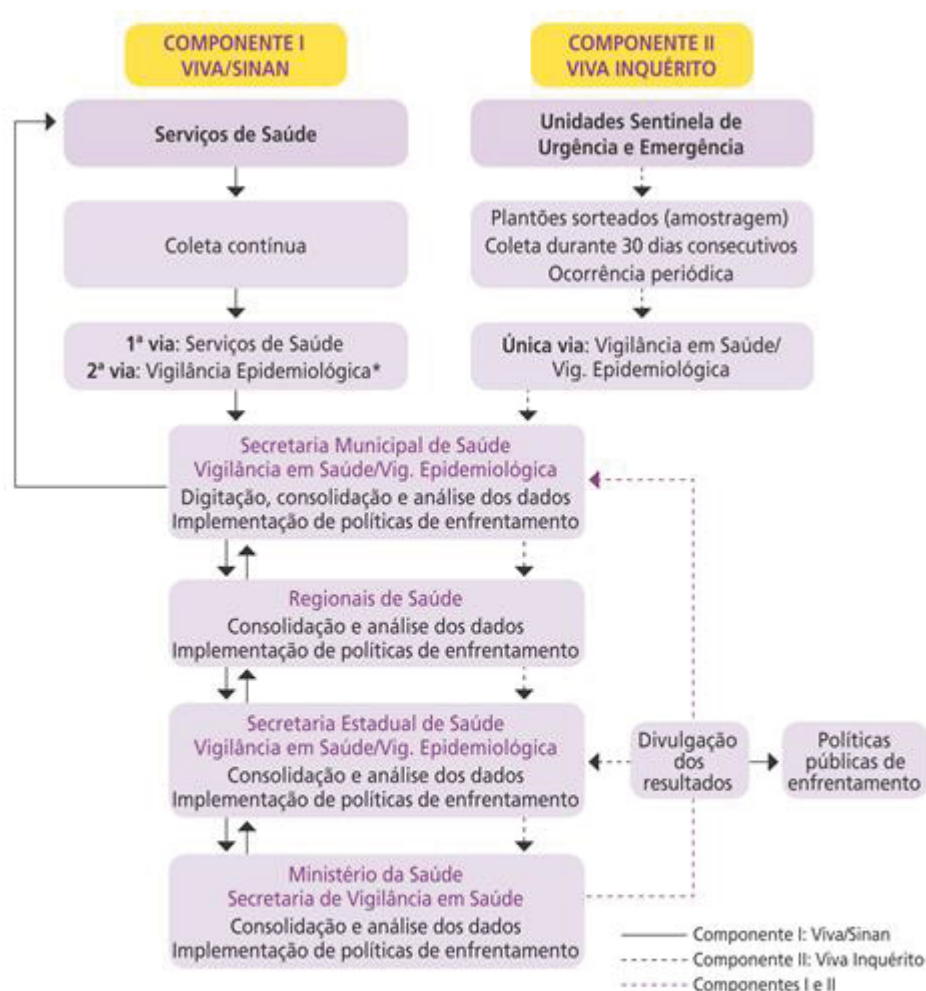 COMPONENTE I
VIVA/SINAN
COMPONENTE II
VIVA INQUÉRITO
Serviços de Saúde
Unidades Sentinela de
Urgência e Emergência
Coleta contínua
Plantões sorteados (amostragem)
Coleta durante 30 dias consecutivos
Ocorrência periódica
1ª via: Serviços de Saúde
2ª via: Vigilância Epidemiológica*
Única via: Vigilância em Saúde/
Vig. Epidemiológica
Secretaria Municipal de Saúde
Vigilância em Saúde/Vig. Epidemiológica
Digitação, consolidação e análise dos dados
Implementação de políticas de enfrentamento
Regionais de Saúde
Consolidação e análise dos dados
Implementação de políticas de enfrentamento
Secretaria Estadual de Saúde
Vigilância em Saúde/Vig. Epidemiológica
Consolidação e análise dos dados
Implementação de políticas de enfrentamento
Divulgação
dos
resultados
Políticas
públicas de
enfrentamento
Ministério da Saúde
Secretaria de Vigilância em Saúde
Consolidação e análise dos dados
Implementação de políticas de enfrentamento
Componente I: Viva/Sinan
Componente II: Viva Inquérito
Componentes I e II